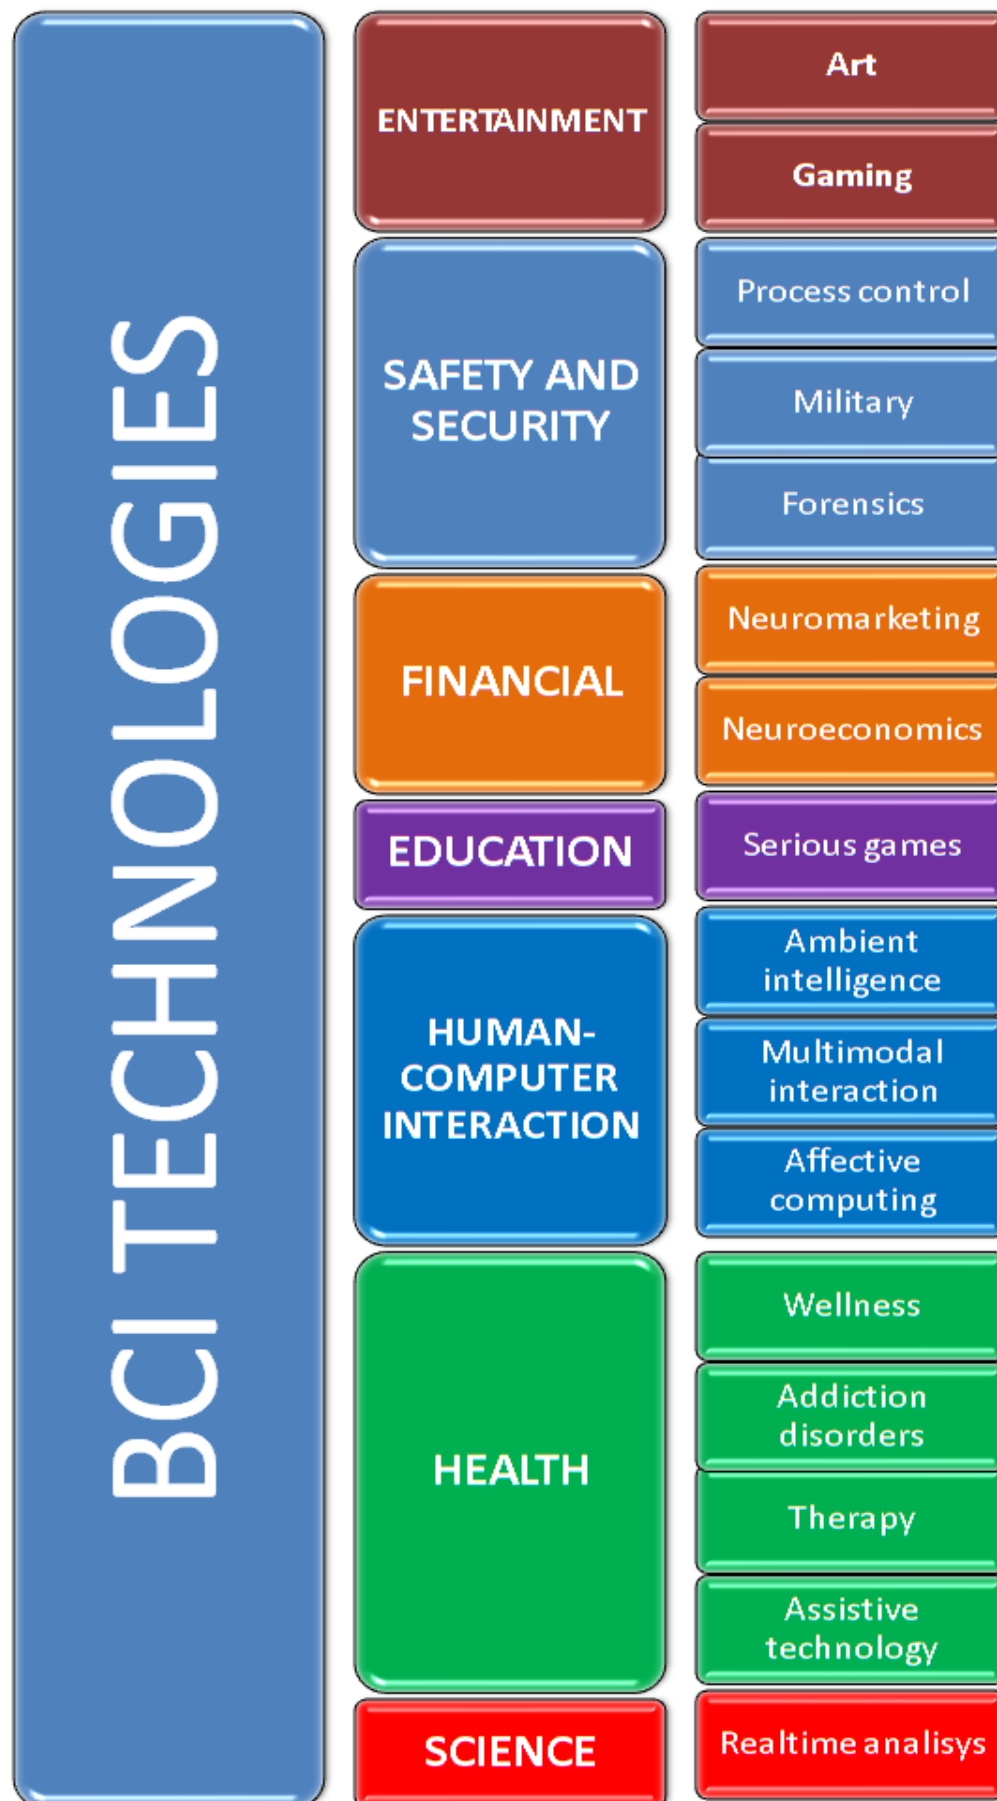 BCI TECHNOLOGIES
ENTERTAINMENT
Art
Gaming
SAFETY AND
SECURITY
Process control
Military
Forensics
FINANCIAL
Neuromarketing
Neuroeconomics
EDUCATION
Serious games
HUMAN-
COMPUTER
INTERACTION
Ambient
intelligence
Multimodal
interaction
Affective
computing
HEALTH
Wellness
Addiction
disorders
Therapy
Assistive
technology
SCIENCE
Realtime analisys